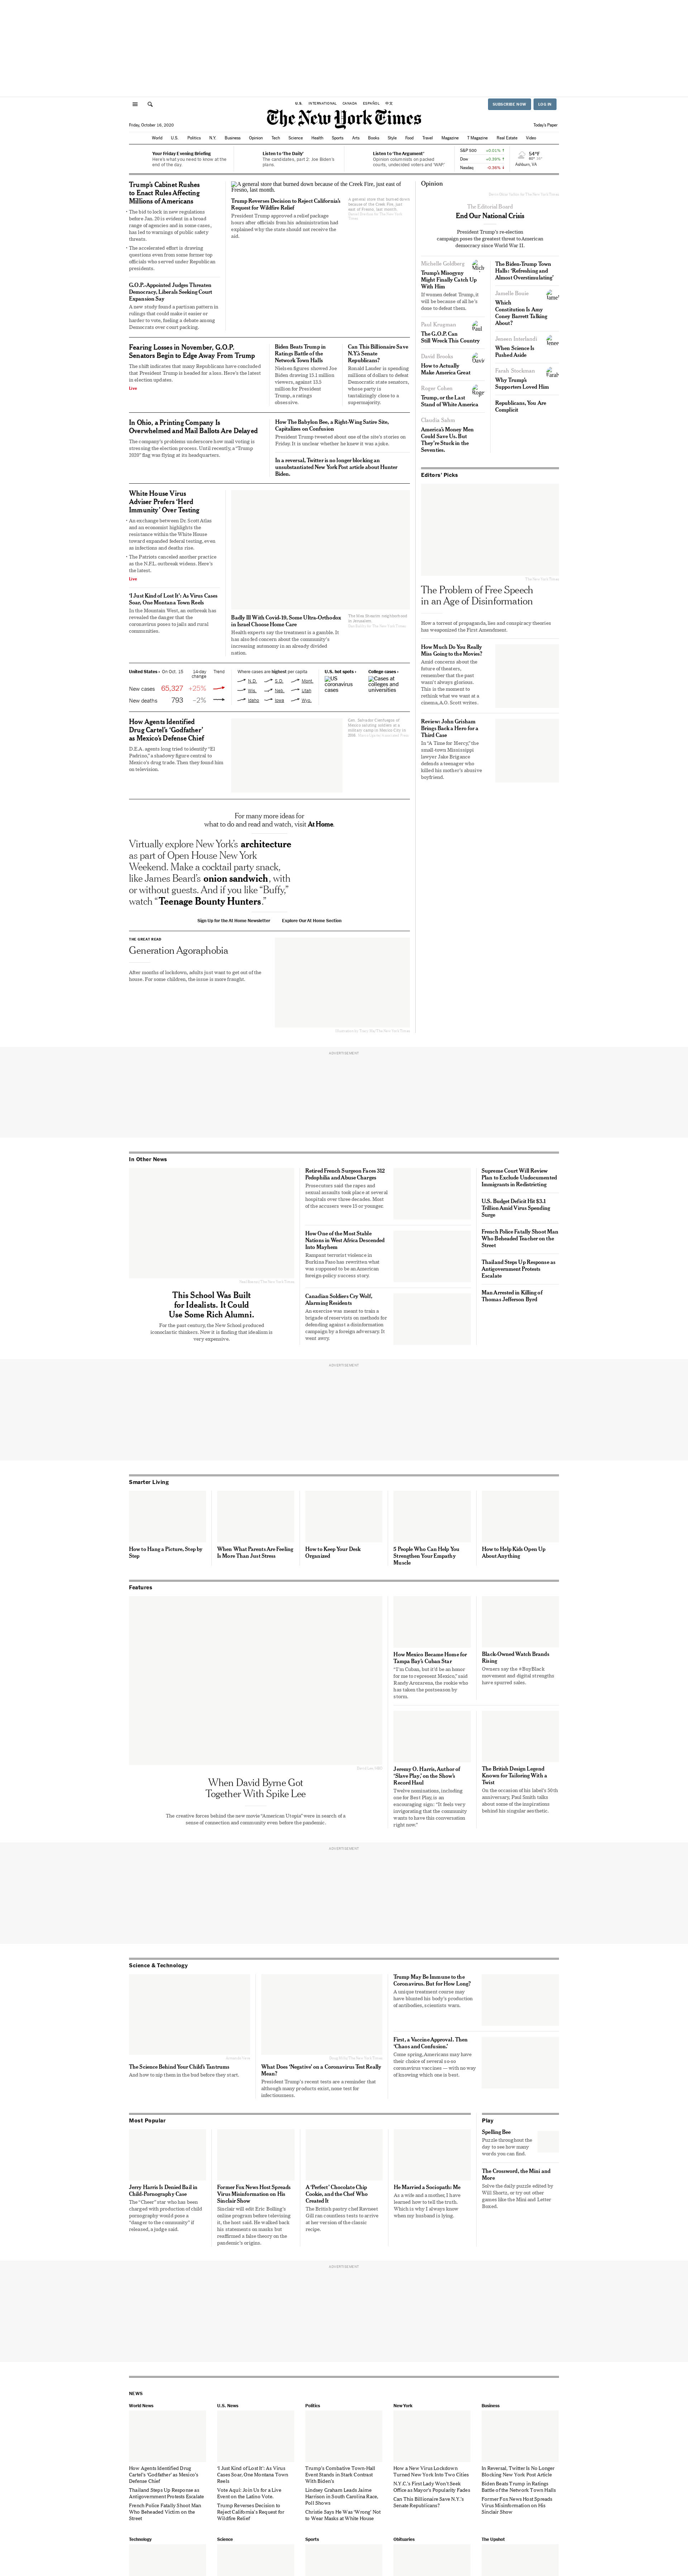 U.S.
INTERNATIONAL
CANADA
ESPAÑOL
中文
SUBSCRIBE NOW
LOG IN
The New York Times
Friday, October 16, 2020
Today's Paper
World
U.S.
Politics
N.Y.
Business
Opinion
Tech
Science
Health
Sports
Arts
Books
Style
Food
Travel
Magazine
T Magazine
Real Estate
Video
Your Friday Evening Briefing
Here's what you need to know at the
end of the day.
Listen to 'The Daily'
The candidates, part 2: Joe Biden's
plans.
Listen to 'The Argument'
Opinion columnists on packed
courts, undecided voters and 'WAP.'
S&P 500
Dow
Nasdaq
54°F
Ashburn, VA
Trump's Cabinet Rushes
to Enact Rules Affecting
Millions of Americans
The bid to lock in new regulations
before Jan. 20 is evident in a broad
range of agencies and in some cases,
has led to warnings of public safety
threats.
The accelerated effort is drawing
questions even from some former top
officials who served under Republican
presidents.
G.O.P.-Appointed Judges Threaten
Democracy, Liberals Seeking Court
Expansion Say
A new study found a partisan pattern in
rulings that could make it easier or
harder to vote, fueling a debate among
Democrats over court packing.
A general store that burned down because of the Creek Fire, just east of
Fresno, last month.
Trump Reverses Decision to Reject California's
Request for Wildfire Relief
President Trump approved a relief package
hours after officials from his administration had
explained why the state should not receive the
aid.
A general store that burned down
because of the Creek Fire, just
east of Fresno, last month.
Fearing Losses in November, G.O.P.
Senators Begin to Edge Away From Trump
The shift indicates that many Republicans have concluded
that President Trump is headed for a loss. Here's the latest
in election updates.
Live
Biden Beats Trump in
Ratings Battle of the
Network Town Halls
Nielsen figures showed Joe
Biden drawing 15.1 million
viewers, against 13.5
million for President
Trump, a ratings
obsessive.
Can This Billionaire Save
N.Y.'s Senate
Republicans?
Ronald Lauder is spending
millions of dollars to defeat
Democratic state senators,
whose party is
tantalizingly close to a
supermajority.
In Ohio, a Printing Company Is
Overwhelmed and Mail Ballots Are Delayed
The company's problems underscore how mail voting is
stressing the election process. Until recently, a "Trump
2020" flag was flying at its headquarters.
How The Babylon Bee, a Right-Wing Satire Site,
Capitalizes on Confusion
President Trump tweeted about one of the site's stories on
Friday. It is unclear whether he knew it was a joke.
In a reversal, Twitter is no longer blocking an
unsubstantiated New York Post article about Hunter
Biden.
White House Virus
Adviser Prefers 'Herd
Immunity' Over Testing
An exchange between Dr. Scott Atlas
and an economist highlights the
resistance within the White House
toward expanded federal testing, even
as infections and deaths rise.
The Patriots canceled another practice
as the N.F.L. outbreak widens. Here's
the latest.
Live
'I Just Kind of Lost It': As Virus Cases
Soar, One Montana Town Reels
In the Mountain West, an outbreak has
revealed the danger that the
coronavirus poses to jails and rural
communities.
Badly Ill With Covid-19, Some Ultra-Orthodox
in Israel Choose Home Care
Health experts say the treatment is a gamble. It
has also led concern about the community's
insularity among an already divided
nation.
The Mea Shearim neighborhood
in Jerusalem.
United States ›
On Oct. 15
14-day
change
Trend
New cases
65,327
+25%
New deaths
793
–2%
Where cases are highest per capita
N.D.
S.D.
Mont.
Wis.
Neb.
Utah
Idaho
Iowa
Wyo.
U.S. hot spots ›
US
coronavirus
cases
College cases ›
Cases at
colleges and
universities
How Agents Identified
Drug Cartel's 'Godfather'
as Mexico's Defense Chief
D.E.A. agents long tried to identify "El
Padrino," a shadowy figure central to
Mexico's drug trade. Then they found him
on television.
Gen. Salvador Cienfuegos of
Mexico saluting soldiers at a
military camp in Mexico City in
For many more ideas for
what to do and read and watch, visit At Home.
Virtually explore New York's architecture
as part of Open House New York
Weekend. Make a cocktail party snack,
like James Beard's onion sandwich, with
or without guests. And if you like "Buffy,"
watch "Teenage Bounty Hunters."
Sign Up for the At Home Newsletter
Explore Our At Home Section
THE GREAT READ
Generation Agoraphobia
After months of lockdown, adults just want to get out of the
house. For some children, the issue is more fraught.
Opinion
The Editorial Board
End Our National Crisis
President Trump's re-election
campaign poses the greatest threat to American
democracy since World War II.
Michelle Goldberg
Trump's Misogyny
Might Finally Catch Up
With Him
If women defeat Trump, it
will be because of all he's
done to defeat them.
Paul Krugman
The G.O.P. Can
Still Wreck This Country
David Brooks
How to Actually
Make America Great
Roger Cohen
Trump, or the Last
Stand of White America
Claudia Sahm
America's Money Men
Could Save Us. But
They're Stuck in the
Seventies.
The Biden-Trump Town
Halls: 'Refreshing and
Almost Overstimulating'
Jamelle Bouie
Which
Constitution Is Amy
Coney Barrett Talking
About?
Jeneen Interlandi
When Science Is
Pushed Aside
Farah Stockman
Why Trump's
Supporters Loved Him
Republicans, You Are
Complicit
Editors' Picks
The Problem of Free Speech
in an Age of Disinformation
How a torrent of propaganda, lies and conspiracy theories
has weaponized the First Amendment.
How Much Do You Really
Miss Going to the Movies?
Amid concerns about the
future of theaters,
remember that the past
wasn't always glorious.
This is the moment to
rethink what we want at a
cinema, A.O. Scott writes.
Review: John Grisham
Brings Back a Hero for a
Third Case
In "A Time for Mercy," the
small-town Mississippi
lawyer Jake Brigance
defends a teenager who
killed his mother's abusive
boyfriend.
ADVERTISEMENT
In Other News
This School Was Built
for Idealists. It Could
Use Some Rich Alumni.
For the past century, the New School produced
iconoclastic thinkers. Now it is finding that idealism is
very expensive.
Retired French Surgeon Faces 312
Pedophilia and Abuse Charges
Prosecutors said the rapes and
sexual assaults took place at several
hospitals over three decades. Most
of the accusers were 15 or younger.
How One of the Most Stable
Nations in West Africa Descended
Into Mayhem
Rampant terrorist violence in
Burkina Faso has rewritten what
was supposed to be an American
foreign-policy success story.
Canadian Soldiers Cry Wolf,
Alarming Residents
An exercise was meant to train a
brigade of reservists on methods for
defending against a disinformation
campaign by a foreign adversary. It
went awry.
Supreme Court Will Review
Plan to Exclude Undocumented
Immigrants in Redistricting
U.S. Budget Deficit Hit $3.1
Trillion Amid Virus Spending
Surge
French Police Fatally Shoot Man
Who Beheaded Teacher on the
Street
Thailand Steps Up Response as
Antigovernment Protests
Escalate
Man Arrested in Killing of
Thomas Jefferson Byrd
ADVERTISEMENT
Smarter Living
How to Hang a Picture, Step by
Step
When What Parents Are Feeling
Is More Than Just Stress
How to Keep Your Desk
Organized
5 People Who Can Help You
Strengthen Your Empathy
Muscle
How to Help Kids Open Up
About Anything
Features
When David Byrne Got
Together With Spike Lee
The creative forces behind the new movie "American Utopia" were in search of a
sense of connection and community even before the pandemic.
How Mexico Became Home for
Tampa Bay's Cuban Star
"I'm Cuban, but it'd be an honor
for me to represent Mexico," said
Randy Arozarena, the rookie who
has taken the postseason by
storm.
Black-Owned Watch Brands
Rising
Owners say the #BuyBlack
movement and digital strengths
have spurred sales.
Jeremy O. Harris, Author of
'Slave Play,' on the Show's
Record Haul
Twelve nominations, including
one for Best Play, is an
encouraging sign: "It feels very
invigorating that the community
wants to have this conversation
right now."
The British Design Legend
Known for Tailoring With a
Twist
On the occasion of his label's 50th
anniversary, Paul Smith talks
about some of the inspirations
behind his singular aesthetic.
ADVERTISEMENT
Science & Technology
The Science Behind Your Child's Tantrums
And how to nip them in the bud before they start.
What Does 'Negative' on a Coronavirus Test Really
Mean?
President Trump's recent tests are a reminder that
although many products exist, none test for
infectiousness.
Trump May Be Immune to the
Coronavirus. But for How Long?
A unique treatment course may
have blunted his body's production
of antibodies, scientists warn.
First, a Vaccine Approval. Then
'Chaos and Confusion.'
Come spring, Americans may have
their choice of several so-so
coronavirus vaccines — with no way
of knowing which one is best.
Most Popular
Jerry Harris Is Denied Bail in
Child-Pornography Case
The "Cheer" star who has been
charged with production of child
pornography would pose a
"danger to the community" if
released, a judge said.
Former Fox News Host Spreads
Virus Misinformation on His
Sinclair Show
Sinclair will edit Eric Bolling's
online program before televising
it, the host said. He walked back
his statements on masks but
reaffirmed a false theory on the
pandemic's origins.
A 'Perfect' Chocolate Chip
Cookie, and the Chef Who
Created It
The British pastry chef Ravneet
Gill ran countless tests to arrive
at her version of the classic
recipe.
He Married a Sociopath: Me
As a wife and a mother, I have
learned how to tell the truth.
Which is why I always know
when my husband is lying.
Play
Spelling Bee
Puzzle throughout the
day to see how many
words you can find.
The Crossword, the Mini and
More
Solve the daily puzzle edited by
Will Shortz, or try out other
games like the Mini and Letter
Boxed.
ADVERTISEMENT
NEWS
World News
How Agents Identified Drug
Cartel's 'Godfather' as Mexico's
Defense Chief
Thailand Steps Up Response as
Antigovernment Protests Escalate
French Police Fatally Shoot Man
Who Beheaded Teacher on the
Street
U.S. News
'I Just Kind of Lost It': As Virus
Cases Soar, One Montana Town
Reels
Vote Aquí: Join Us for a Live
Event on the Latino Vote.
Trump Reverses Decision to
Reject California's Request for
Wildfire Relief
Politics
Trump's Combative Town-Hall
Event Stands in Stark Contrast
With Biden's
Lindsey Graham Leads Jaime
Harrison in South Carolina Race,
Poll Shows
Christie Says He Was 'Wrong' Not
to Wear Masks at White House
New York
How a New Virus Lockdown
Turned New York Into Two Cities
N.Y.C.'s First Lady Won't Seek
Office as Mayor's Popularity Fades
Can This Billionaire Save N.Y.'s
Senate Republicans?
Business
In Reversal, Twitter Is No Longer
Blocking New York Post Article
Biden Beats Trump in Ratings
Battle of the Network Town Halls
Former Fox News Host Spreads
Virus Misinformation on His
Sinclair Show
Technology
Science
Sports
Obituaries
The Upshot